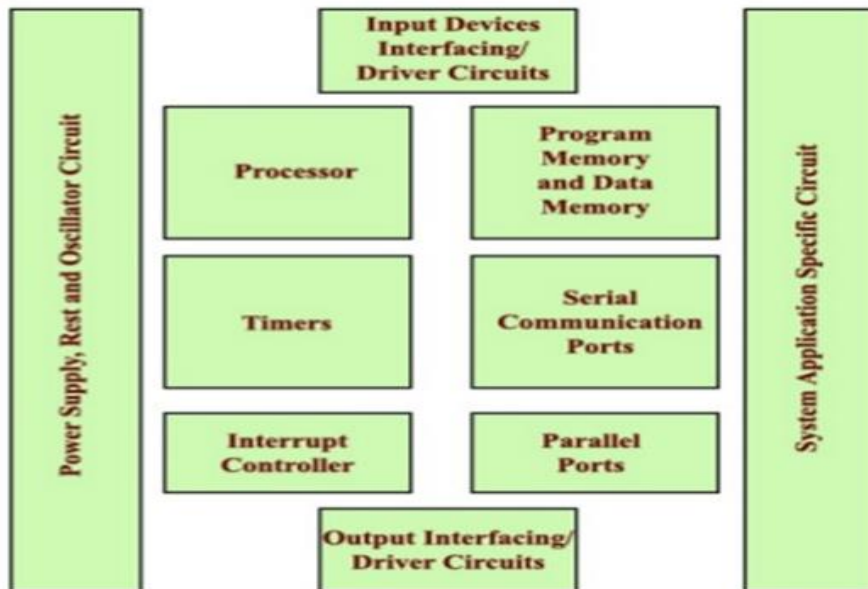 Input Devices
Interfacing/
Driver Circuits
Power Supply, Rest and Oscillator Circuit
Processor
Program
Memory
and Data
Memory
System Application Specific Circuit
Timers
Serial
Communication
Ports
Interrupt
Controller
Parallel
Ports
Output Interfacing/
Driver Circuits